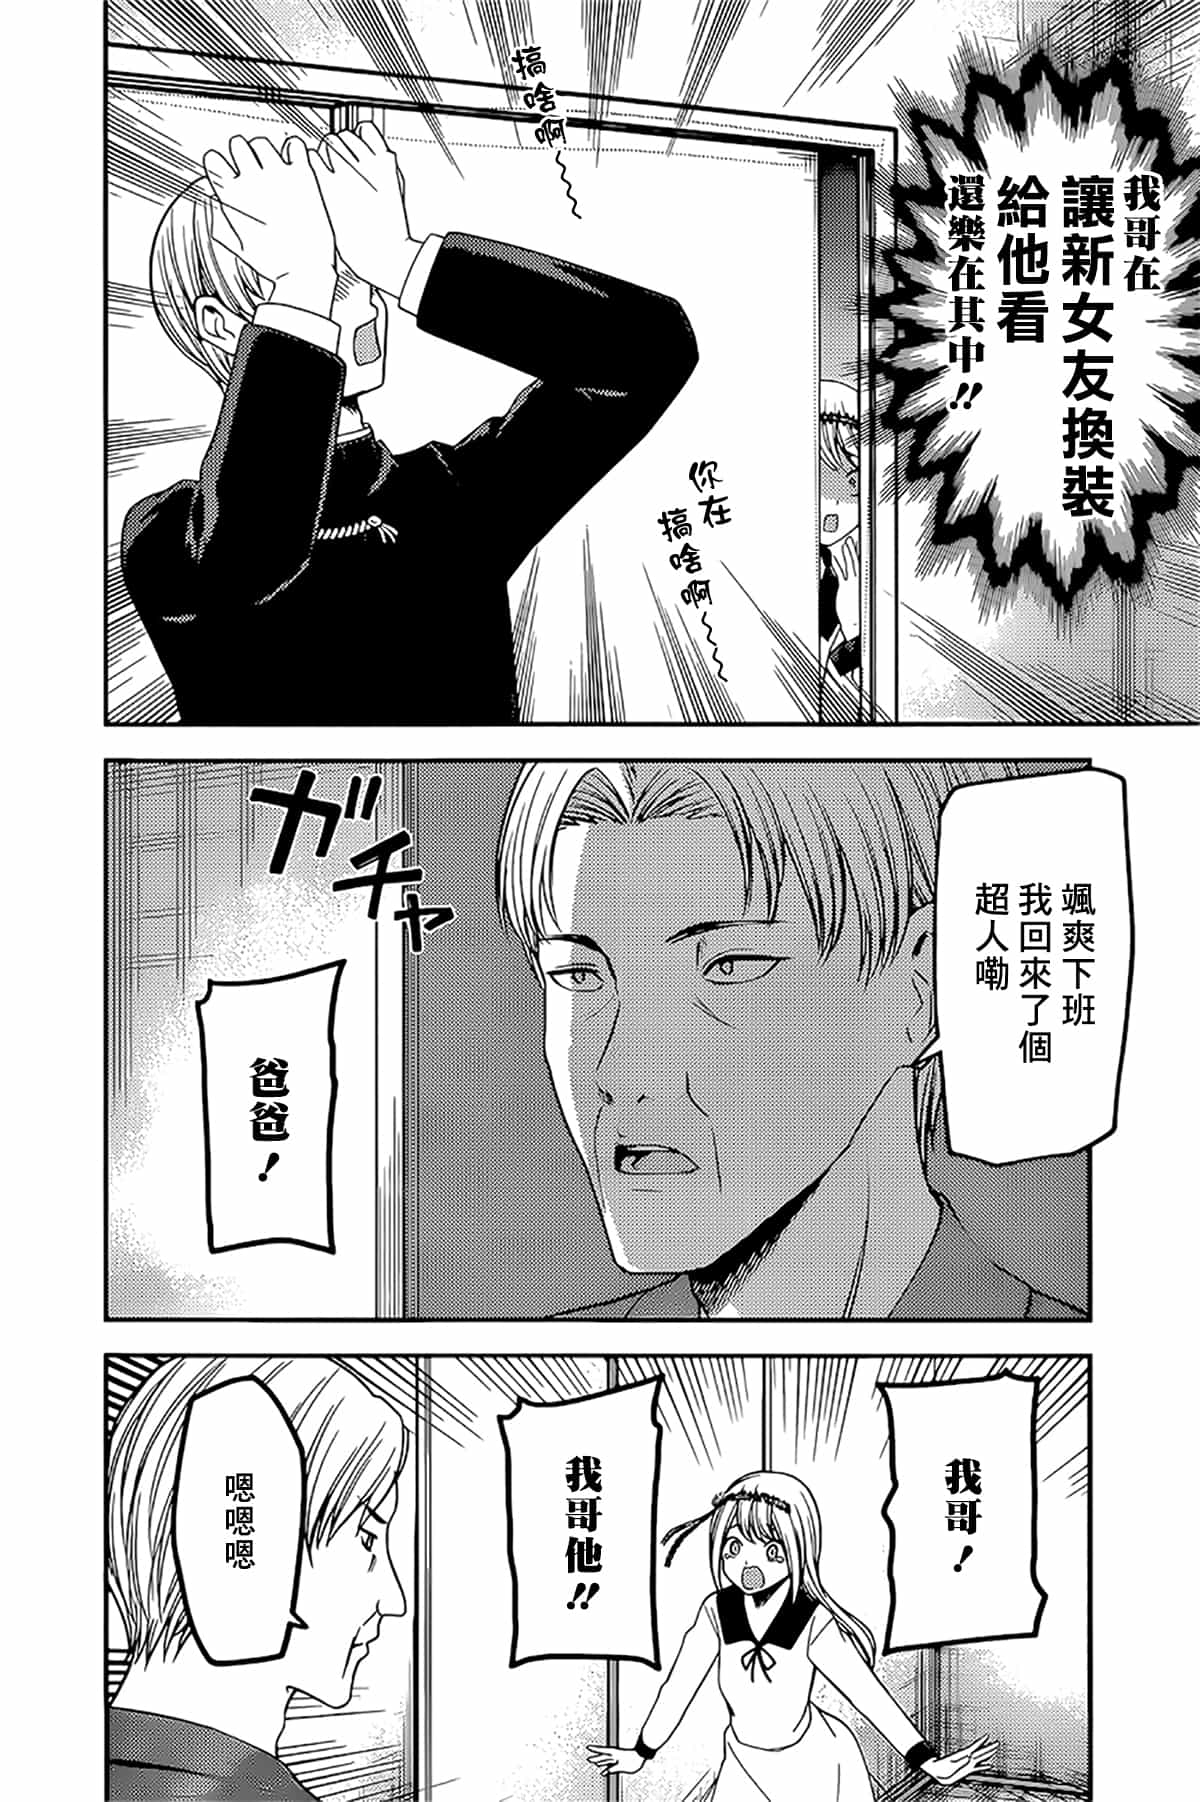 我哥在
讓新女友換裝
給他看
還樂在其中!!
搞啥啊～～
你在
搞啥啊～～～
颯爽下班
我回來了個
超人嘞
ガチャ
爸爸!
我哥!
我哥他!!
嗯嗯嗯